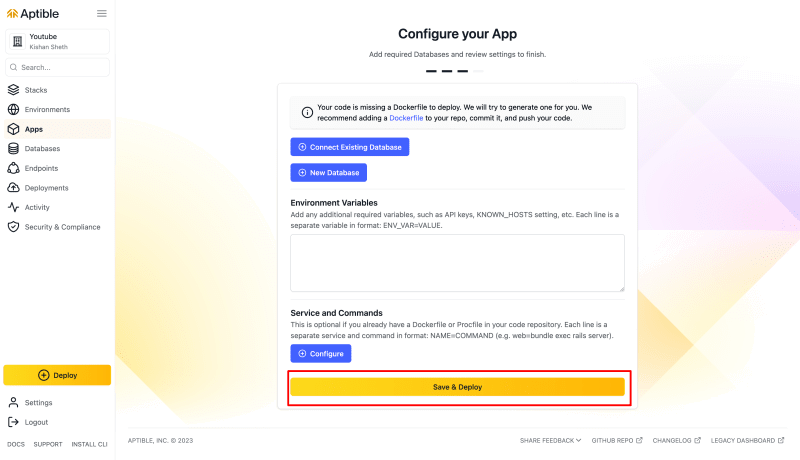 Aptible
Youtube
Kishan Sheth
Search...
Stacks
Environments
Apps
Databases
Endpoints
Deployments
Activity
Security & Compliance
Deploy
Settings
Logout
DOCS SUPPORT INSTALL CLI
Configure your App
Add required Databases and review settings to finish.
Your code is missing a Dockerfile to deploy. We will try to generate one for you. We
recommend adding a Dockerfile to your repo, commit it, and push your code.
Connect Existing Database
New Database
Environment Variables
Add any additional required variables, such as API keys, KNOWN_HOSTS setting, etc. Each line is a
separate variable in format: ENV_VAR=VALUE.
Service and Commands
This is optional if you already have a Dockerfile or Procfile in your code repository. Each line is a
separate service and command in format: NAME=COMMAND (e.g. web=bundle exec rails server).
Configure
Save & Deploy
APTIBLE, INC. © 2023 SHARE FEEDBACK GITHUB REPO CHANGELOG LEGACY DASHBOARD